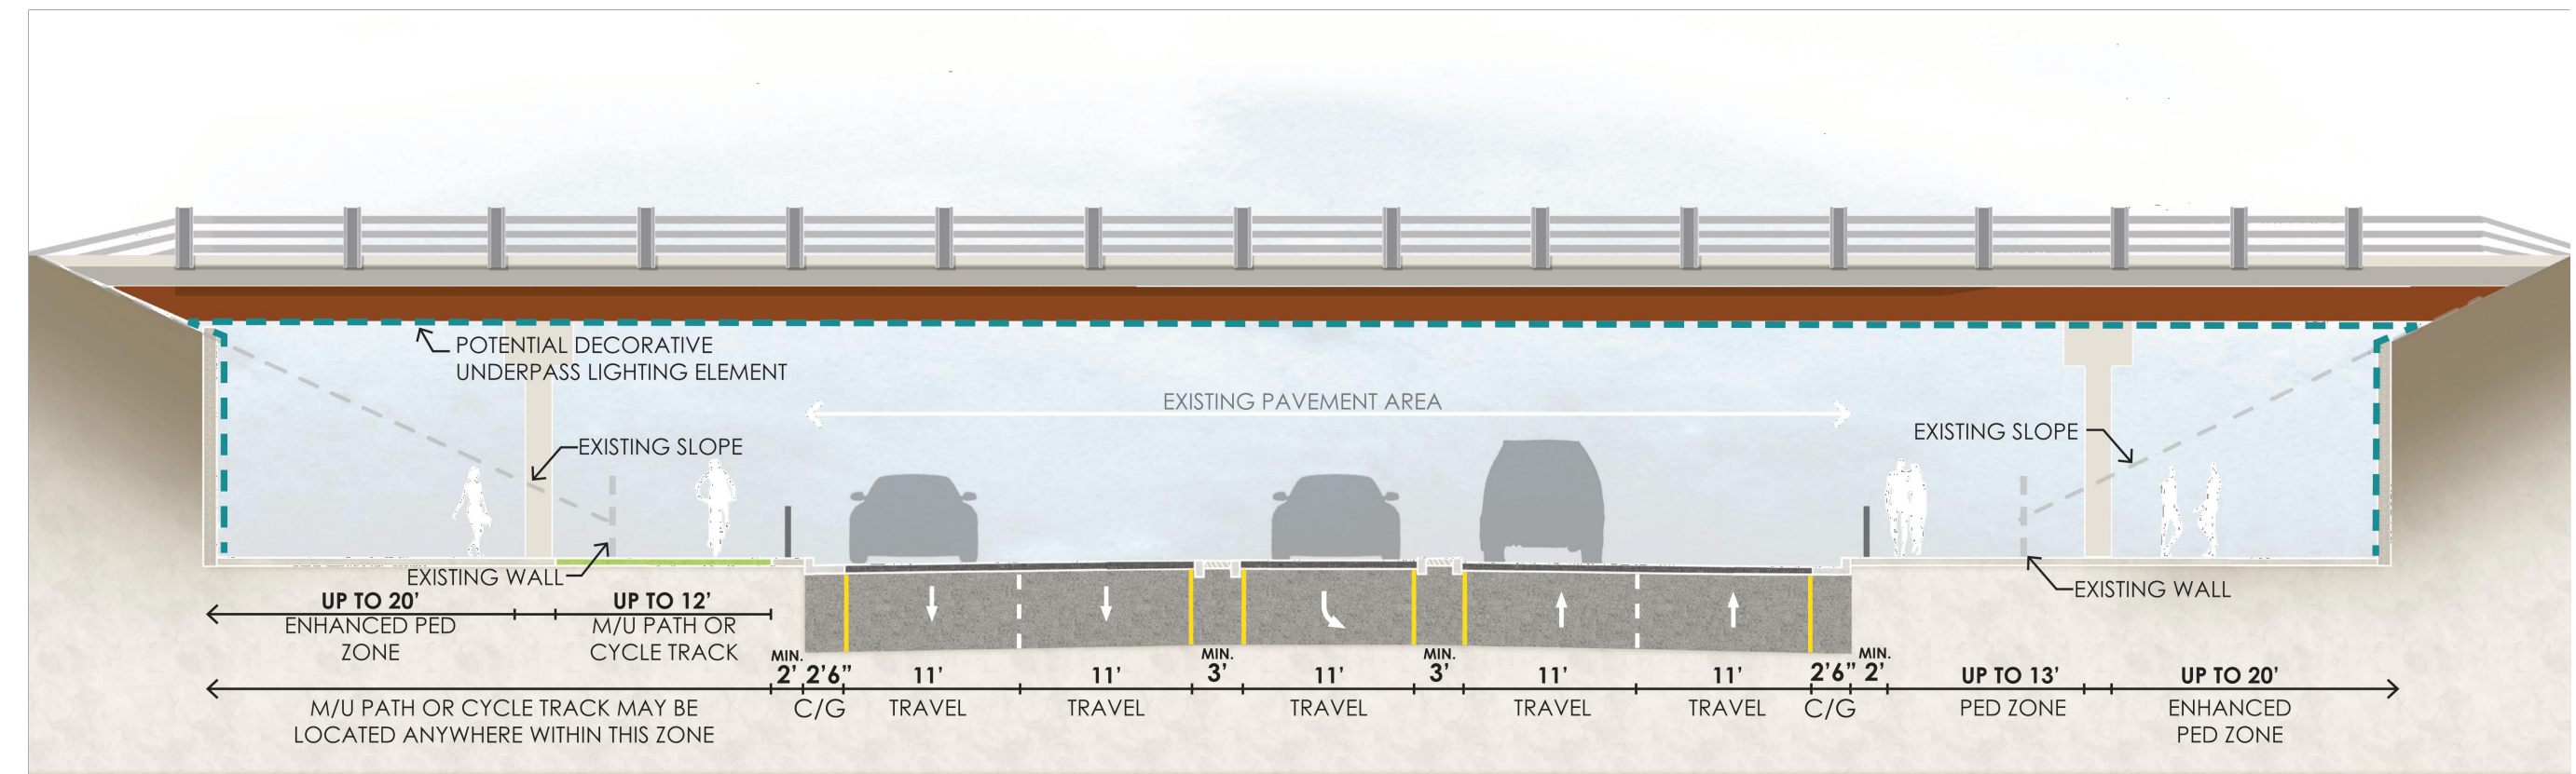 POTENTIAL DECORATIVE
UNDERPASS LIGHTING ELEMENT
EXISTING PAVEMENT AREA
EXISTING SLOPE
EXISTING SLOPE
EXISTING WALL
EXISTING WALL
UP TO 20'
ENHANCED PED
ZONE
UP TO 12'
M/U PATH OR
CYCLE TRACK
MIN.
2'
2'6"
C/G
11'
TRAVEL
11'
TRAVEL
MIN.
3'
11'
TRAVEL
MIN.
3'
11'
TRAVEL
11'
TRAVEL
2'6"
C/G
MIN.
2'
UP TO 13'
PED ZONE
UP TO 20'
ENHANCED
PED ZONE
M/U PATH OR CYCLE TRACK MAY BE
LOCATED ANYWHERE WITHIN THIS ZONE